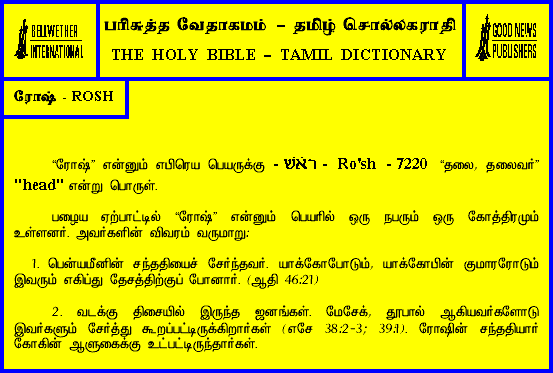 BELLWETHER
INTERNATIONAL
பரிசுத்த வேதாகமம் – தமிழ் சொல்லகராதி
THE HOLY BIBLE – TAMIL DICTIONARY
GOOD NEWS
PUBLISHERS
ரோஷ் - ROSH
“ரோஷ்” என்னும் எபிரெய பெயருக்கு - רֹאשׁ - Ro'sh - 7220 “தலை, தலைவர்”
"head" என்று பொருள்.
பழைய ஏற்பாட்டில் “ரோஷ்” என்னும் பெயரில் ஒரு நபரும் ஒரு கோத்திரமும்
உள்ளனர். அவர்களின் விவரம் வருமாறு:
1. பென்யமீனின் சந்ததியைச் சேர்ந்தவர். யாக்கோபோடும், யாக்கோபின் குமாரரோடும்
இவரும் எகிப்து தேசத்திற்குப் போனார். (ஆதி 46:21)
2. வடக்கு திசையில் இருந்த ஜனங்கள். மேசேக், தூபால் ஆகியவர்களோடு
இவர்களும் சேர்த்து கூறப்பட்டிருக்கிறார்கள் (எசே 38:2-3; 39:1). ரோஷின் சந்ததியார்
கோகின் ஆளுகைக்கு உட்பட்டிருந்தார்கள்.